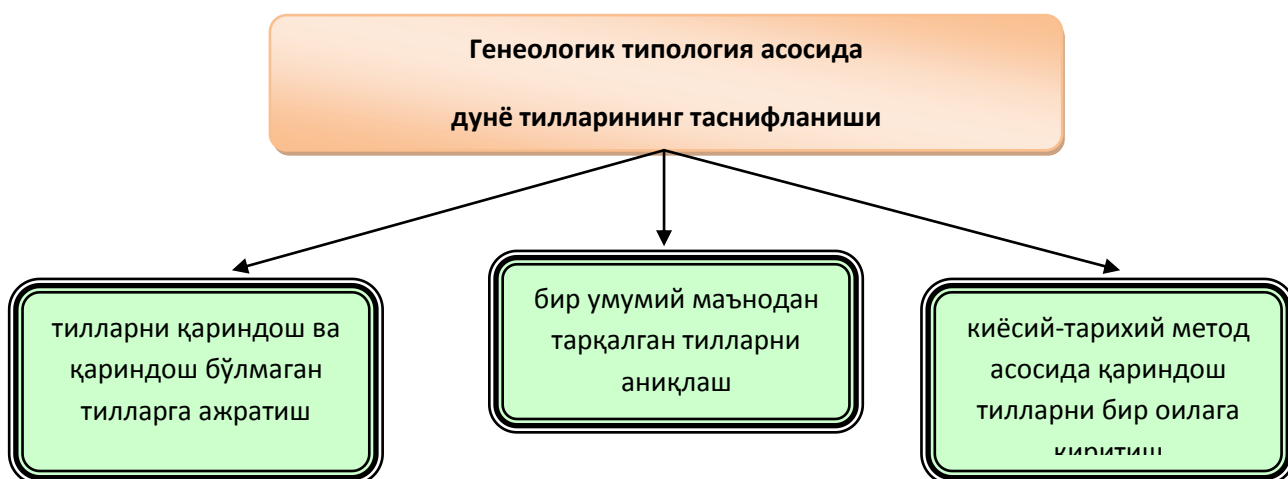 Генеологик типология асосида
дунё тилларининг таснифланиши
тилларни қариндош ва
қариндош бўлмаган
тилларга ажратиш
бир умумий маънодан
тарқалган тилларни
аниқлаш
киёсий-тарихий метод
асосида қариндош
тилларни бир оилага
киритиш